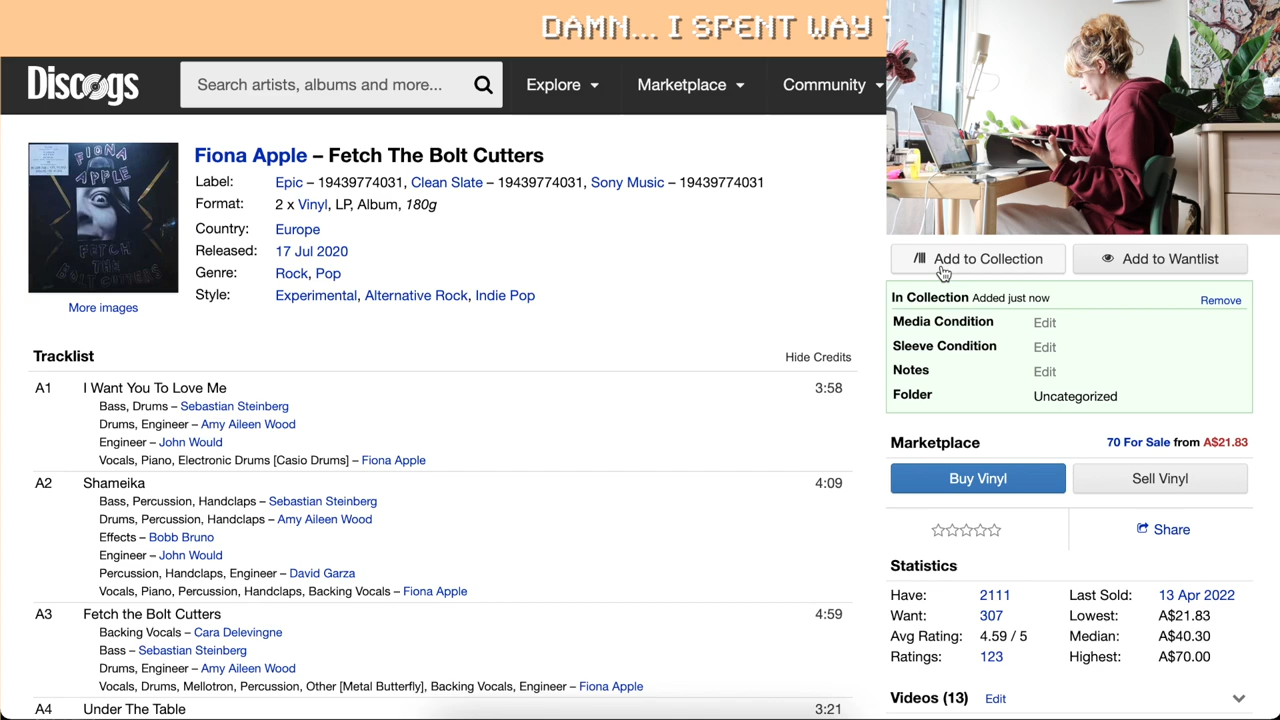 DAMN... I SPENT WAY
Discogs
Search artists, albums and more...
Explore
Marketplace
Community
FIONA
APPLE
FETCH
THE
BOLT CUTTERS
More images
Fiona Apple – Fetch The Bolt Cutters
Label: Epic – 19439774031, Clean Slate – 19439774031, Sony Music – 19439774031
Format: 2 x Vinyl, LP, Album, 180g
Country: Europe
Released: 17 Jul 2020
Genre: Rock, Pop
Style: Experimental, Alternative Rock, Indie Pop
Tracklist Hide Credits
A1 I Want You To Love Me 3:58
Bass, Drums – Sebastian Steinberg
Drums, Engineer – Amy Aileen Wood
Engineer – John Would
Vocals, Piano, Electronic Drums [Casio Drums] – Fiona Apple
A2 Shameika 4:09
Bass, Percussion, Handclaps – Sebastian Steinberg
Drums, Percussion, Handclaps – Amy Aileen Wood
Effects – Bobb Bruno
Engineer – John Would
Percussion, Handclaps, Engineer – David Garza
Vocals, Piano, Percussion, Handclaps, Backing Vocals – Fiona Apple
A3 Fetch the Bolt Cutters 4:59
Backing Vocals – Cara Delevingne
Bass – Sebastian Steinberg
Drums, Engineer – Amy Aileen Wood
Vocals, Drums, Mellotron, Percussion, Other [Metal Butterfly], Backing Vocals, Engineer – Fiona Apple
A4 Under The Table 3:21
Add to Collection
Add to Wantlist
In Collection Added just now Remove
Media Condition Edit
Sleeve Condition Edit
Notes Edit
Folder Uncategorized
Marketplace 70 For Sale from A$21.83
Buy Vinyl
Sell Vinyl
Share
Statistics
Have: 2111 Last Sold: 13 Apr 2022
Want: 307 Lowest: A$21.83
Avg Rating: 4.59 / 5 Median: A$40.30
Ratings: 123 Highest: A$70.00
Videos (13) Edit